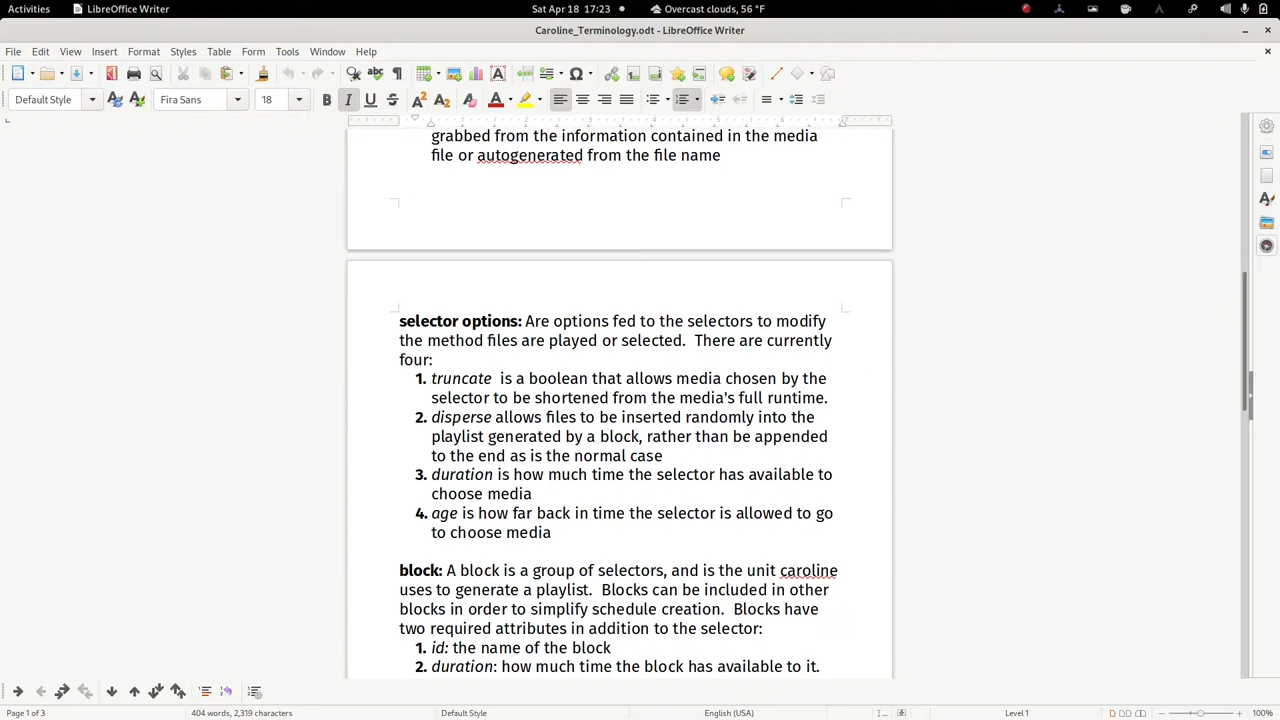 Activities LibreOffice Writer Sat Apr 18 17:23 Overcast clouds, 56 °F
Caroline_Terminology.odt - LibreOffice Writer
File Edit View Insert Format Styles Table Form Tools Window Help
Default Style Fira Sans 18
grabbed from the information contained in the media
file or autogenerated from the file name
selector options: Are options fed to the selectors to modify
the method files are played or selected.  There are currently
four:
1. truncate  is a boolean that allows media chosen by the
selector to be shortened from the media's full runtime.
2. disperse allows files to be inserted randomly into the
playlist generated by a block, rather than be appended
to the end as is the normal case
3. duration is how much time the selector has available to
choose media
4. age is how far back in time the selector is allowed to go
to choose media
block: A block is a group of selectors, and is the unit caroline
uses to generate a playlist.  Blocks can be included in other
blocks in order to simplify schedule creation.  Blocks have
two required attributes in addition to the selector:
1. id: the name of the block
2. duration: how much time the block has available to it.
Page 1 of 3 404 words, 2,319 characters Default Style English (USA) Level 1 100%